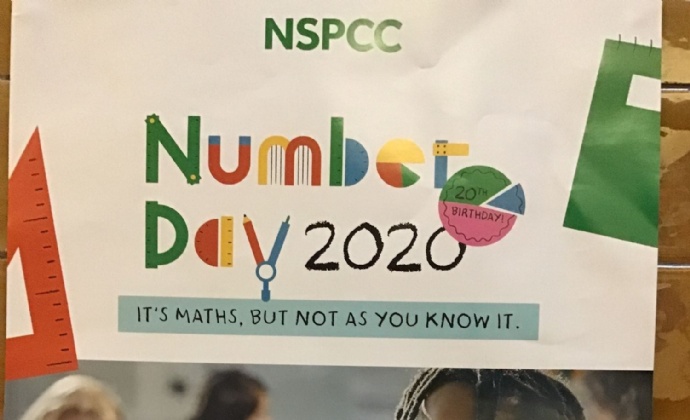 NSPCC
Number
Day 2020
20TH
BIRTHDAY!
IT'S MATHS, BUT NOT AS YOU KNOW IT.